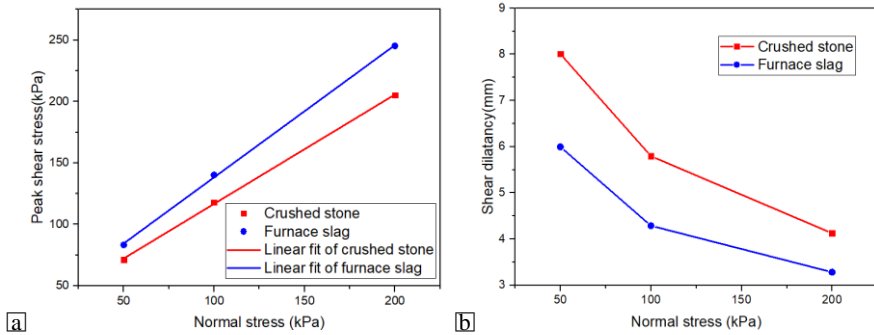 250
200
150
100
50
Peak shear stress(kPa)
Crushed stone
Furnace slag
Linear fit of crushed stone
Linear fit of furnace slag
50
100
150
200
Normal stress (kPa)
a
9
8
7
6
5
4
3
Shear dilatancy(mm)
Crushed stone
Furnace slag
50
100
150
200
Normal stress (kPa)
b